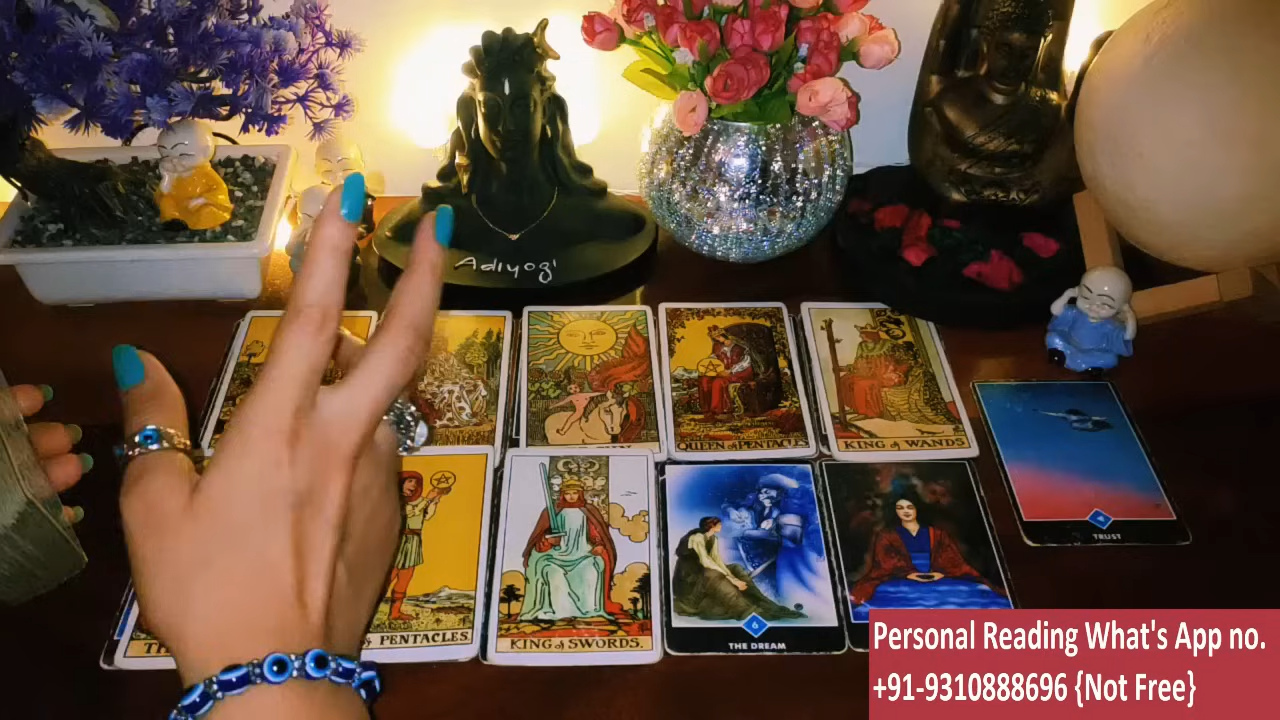 Adiyogi
QUEEN of PENTACLES
KING of WANDS
TRUST
PENTACLES.
KING of SWORDS.
THE DREAM
6
Personal Reading What's App no.
+91-9310888696 {Not Free}